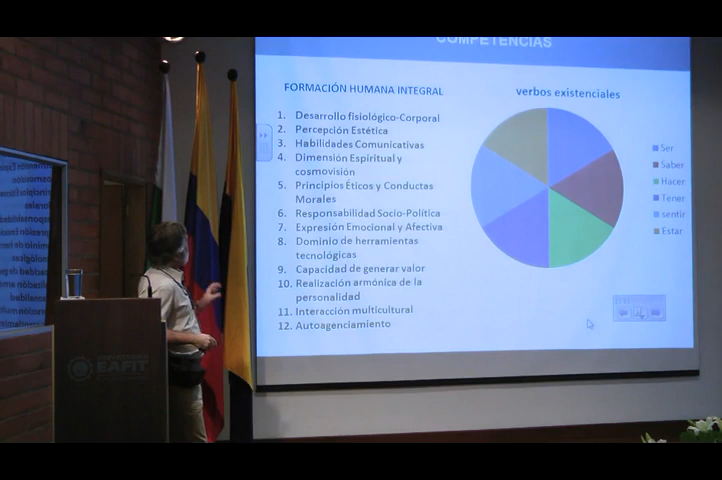 COMPETENCIAS
FORMACIÓN HUMANA INTEGRAL
1. Desarrollo fisiológico-Corporal
2. Percepción Estética
3. Habilidades Comunicativas
4. Dimensión Espiritual y
cosmovisión
5. Principios Éticos y Conductas
Morales
6. Responsabilidad Socio-Política
7. Expresión Emocional y Afectiva
8. Dominio de herramientas
tecnológicas
9. Capacidad de generar valor
10. Realización armónica de la
personalidad
11. Interacción multicultural
12. Autoagenciamiento
verbos existenciales
Ser
Saber
Hacer
Tener
sentir
Estar
EAFIT